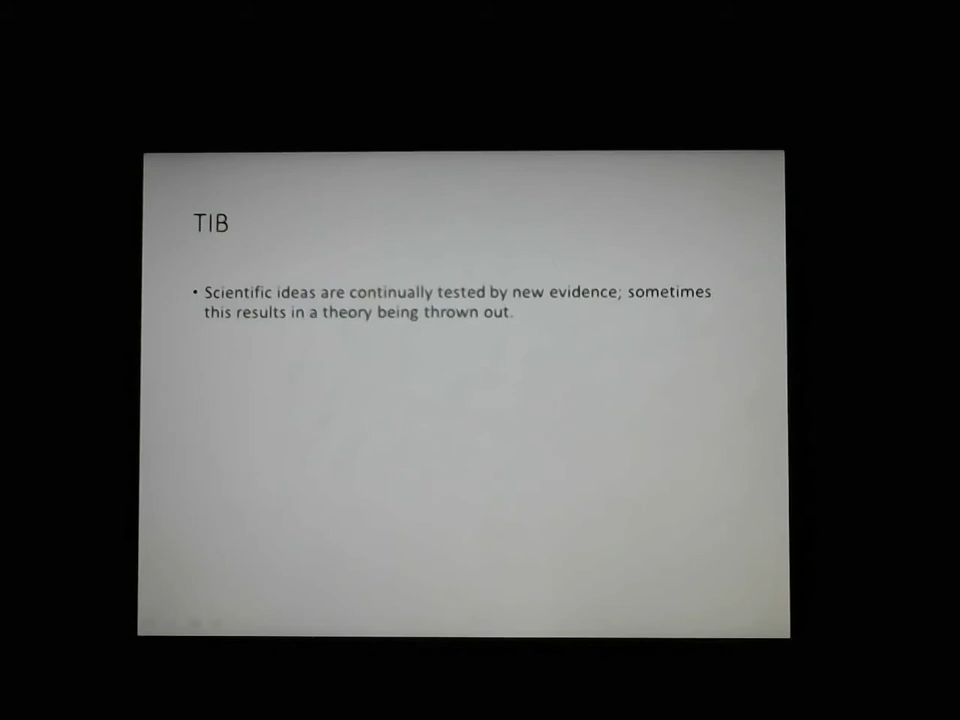 TIB
• Scientific ideas are continually tested by new evidence; sometimes
this results in a theory being thrown out.